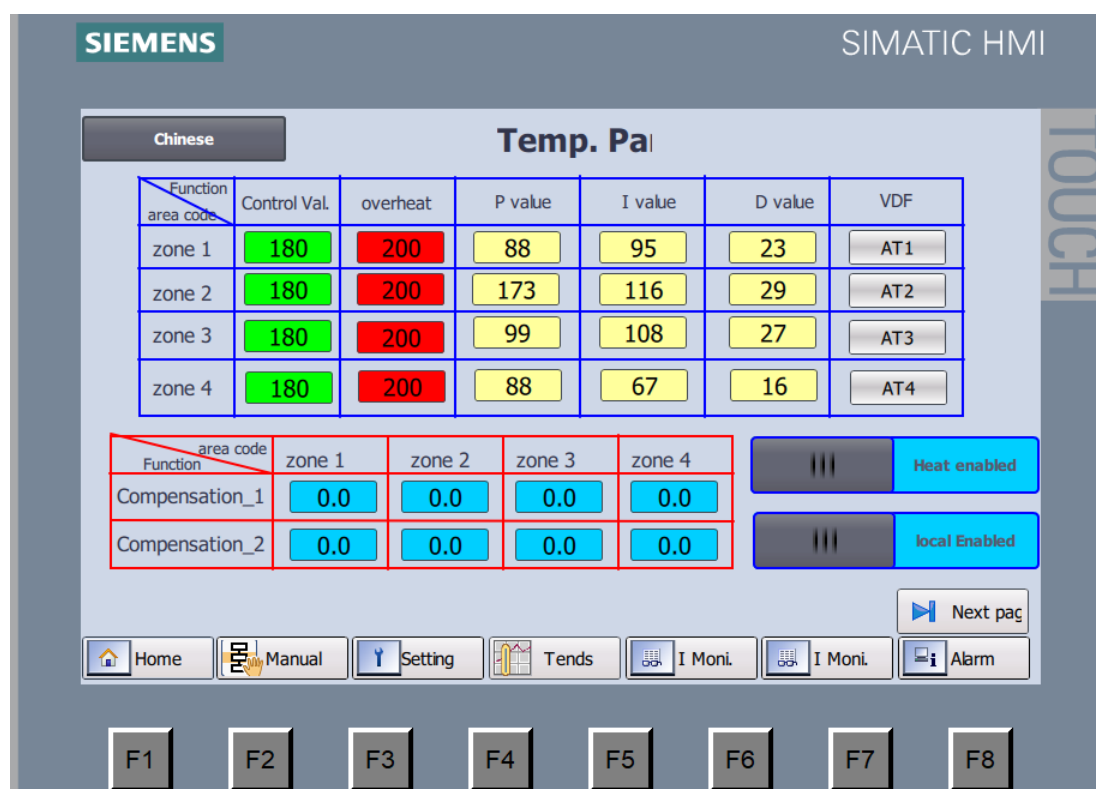 SIEMENS
SIMATIC HMI
TOUCH
Chinese
Temp. Par
Function
area code
Control Val.
overheat
P value
I value
D value
VDF
zone 1 180 200 88 95 23 AT1
zone 2 180 200 173 116 29 AT2
zone 3 180 200 99 108 27 AT3
zone 4 180 200 88 67 16 AT4
area code
Function
zone 1 zone 2 zone 3 zone 4
Compensation_1 0.0 0.0 0.0 0.0
Compensation_2 0.0 0.0 0.0 0.0
Heat enabled
local Enabled
Next pag
Home Manual Setting Tends I Moni. I Moni. Alarm
F1 F2 F3 F4 F5 F6 F7 F8